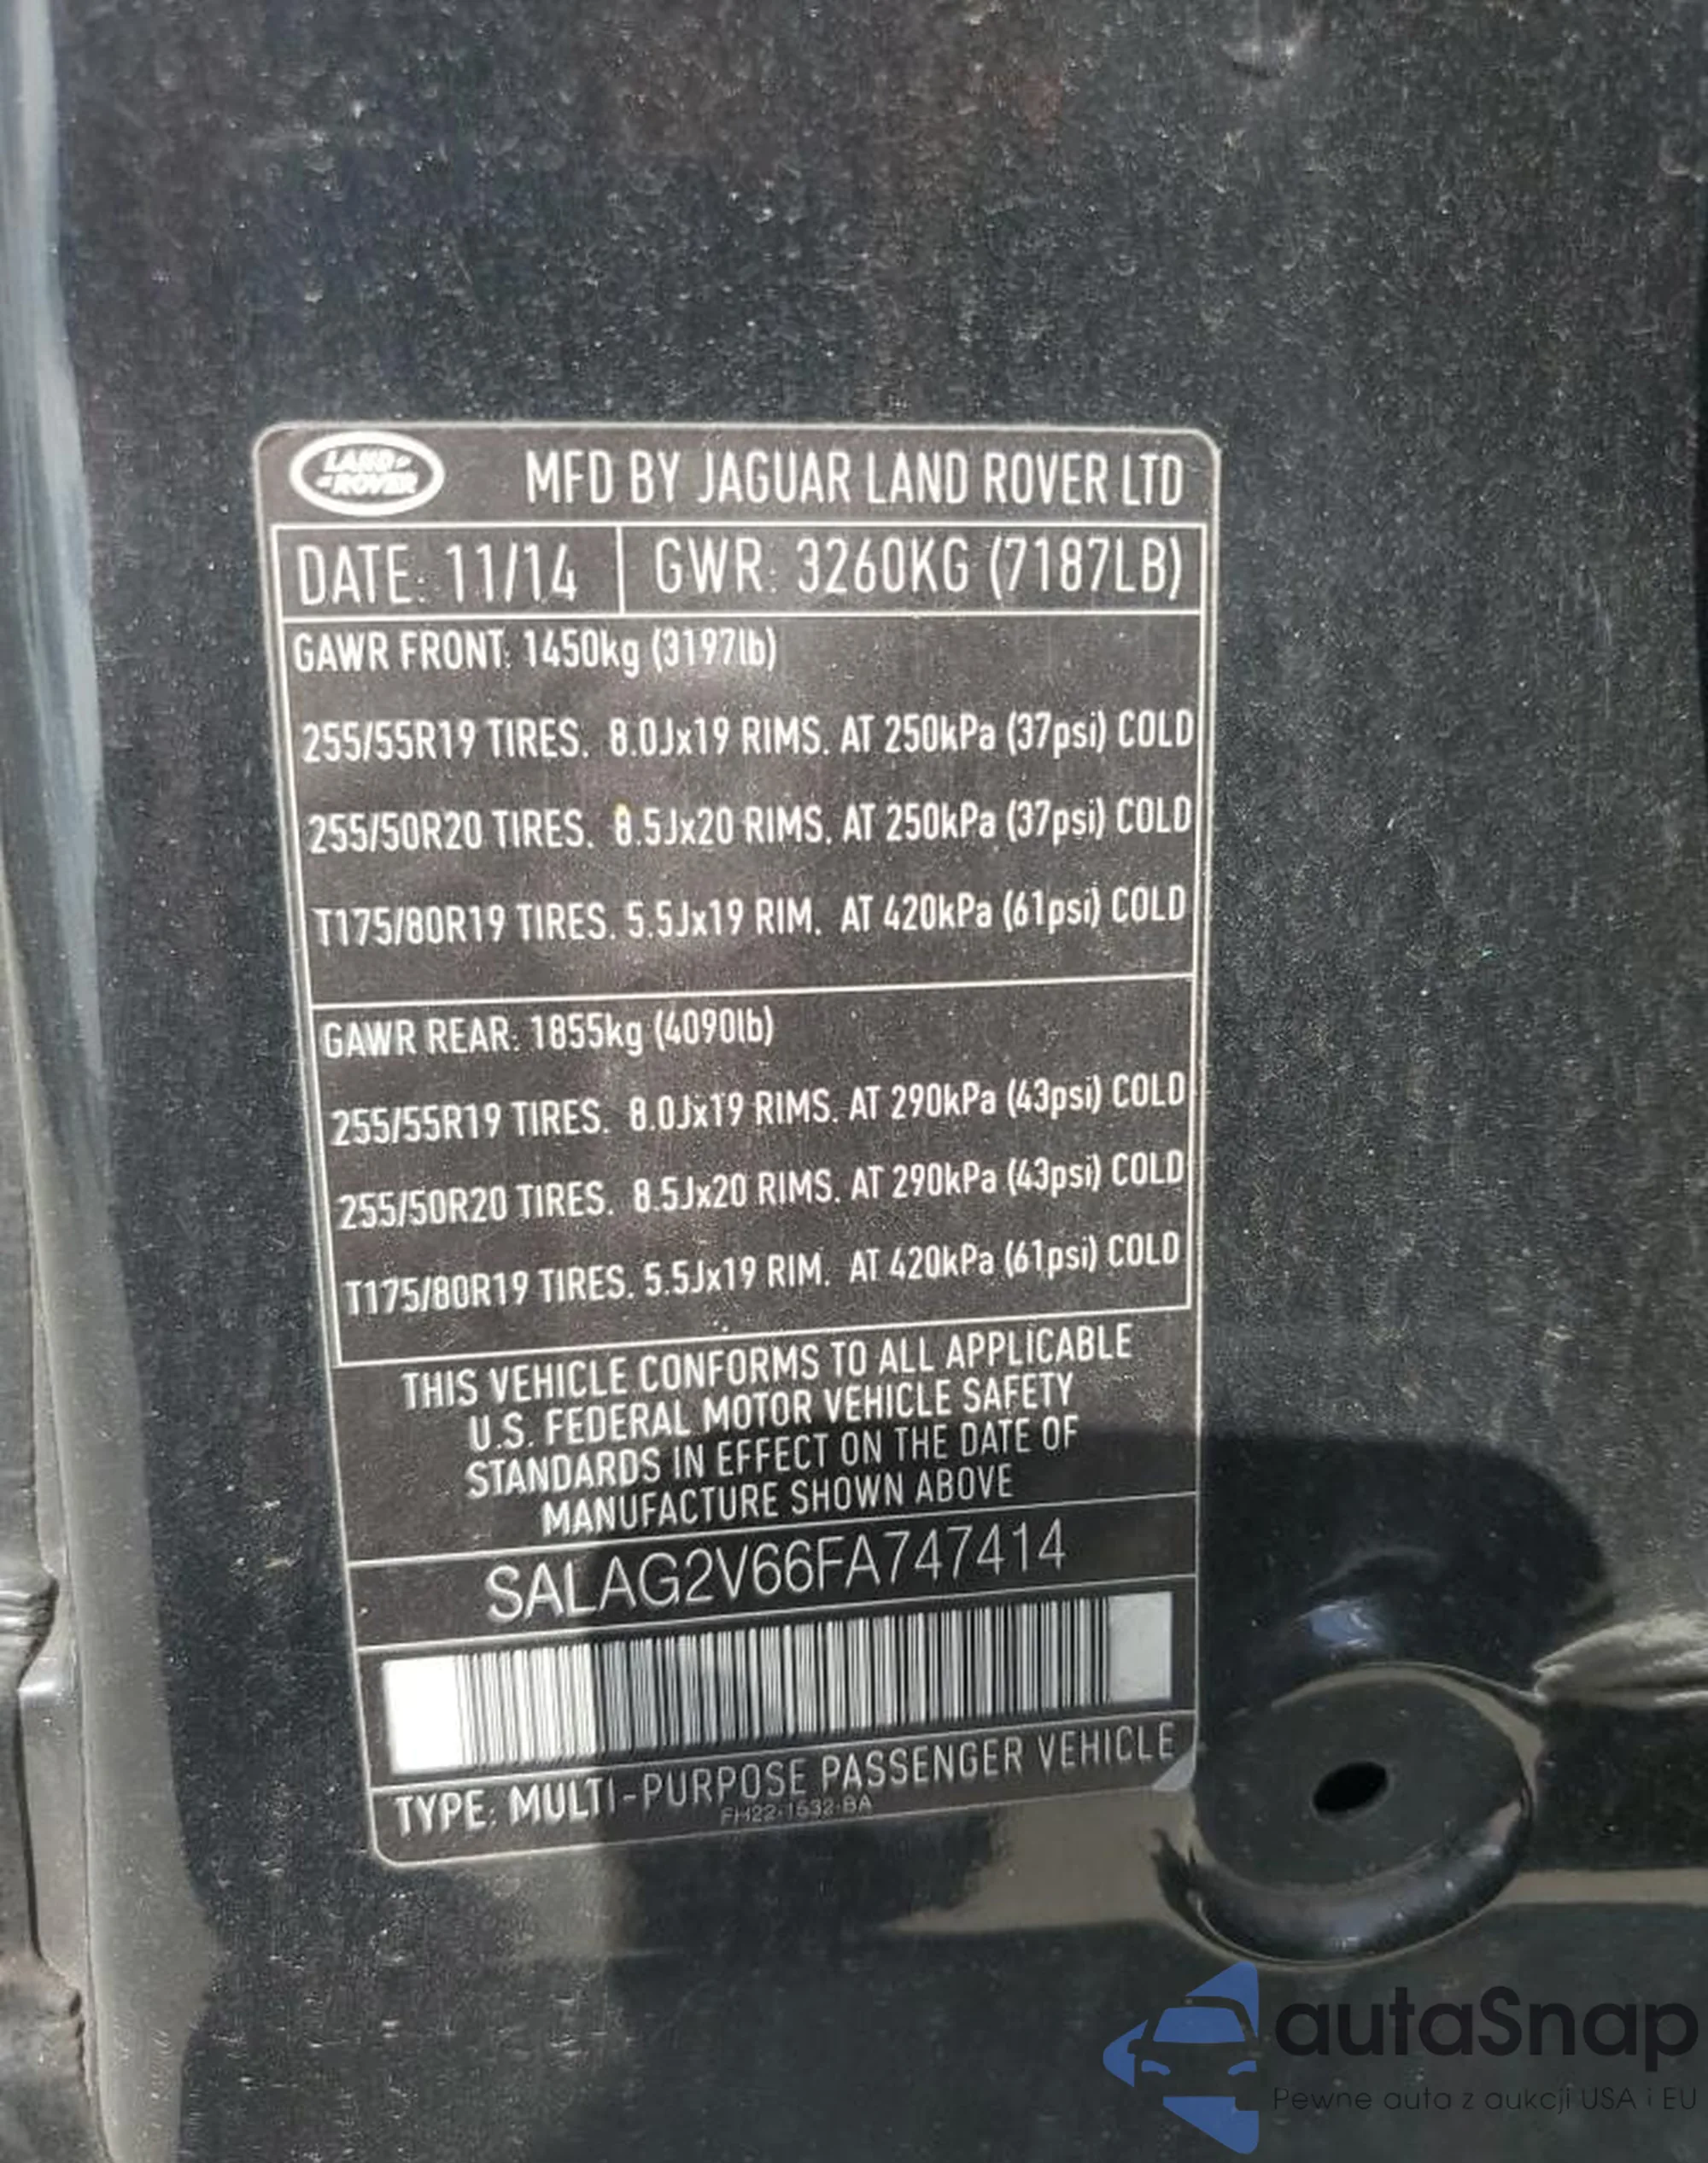 LAND ROVER
MFD BY JAGUAR LAND ROVER LTD
DATE: 11/14 GWR: 3260KG (7187LB)
GAWR FRONT: 1450kg (3197lb)
255/55R19 TIRES. 8.0Jx19 RIMS. AT 250kPa (37psi) COLD
255/50R20 TIRES. 8.5Jx20 RIMS. AT 250kPa (37psi) COLD
T175/80R19 TIRES. 5.5Jx19 RIM. AT 420kPa (61psi) COLD
GAWR REAR: 1855kg (4090lb)
255/55R19 TIRES. 8.0Jx19 RIMS. AT 290kPa (43psi) COLD
255/50R20 TIRES. 8.5Jx20 RIMS. AT 290kPa (43psi) COLD
T175/80R19 TIRES. 5.5Jx19 RIM. AT 420kPa (61psi) COLD
THIS VEHICLE CONFORMS TO ALL APPLICABLE
U.S. FEDERAL MOTOR VEHICLE SAFETY
STANDARDS IN EFFECT ON THE DATE OF
MANUFACTURE SHOWN ABOVE
SALAG2V66FA747414
TYPE: MULTI-PURPOSE PASSENGER VEHICLE
FH22-1532-BA
autaSnap
Pewne auta z aukcji USA i EU